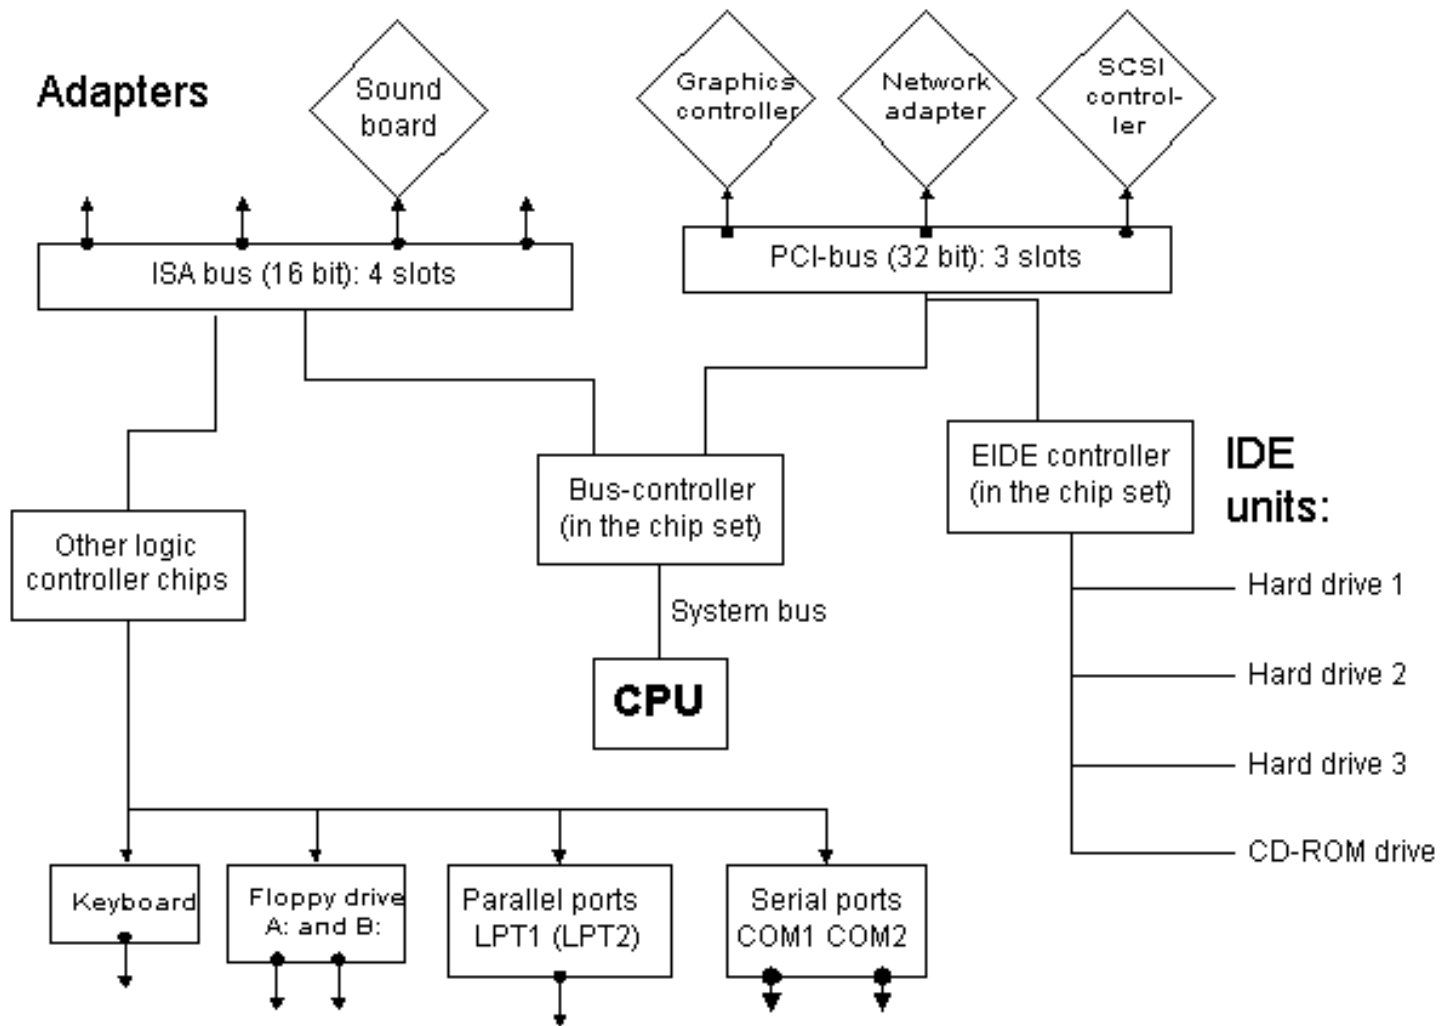 Adapters
Sound
board
Graphics
controller
Network
adapter
SCSI
control-
ler
ISA bus (16 bit): 4 slots
PCI-bus (32 bit): 3 slots
Bus-controller
(in the chip set)
EIDE controller
(in the chip set)
IDE
units:
Other logic
controller chips
System bus
CPU
Hard drive 1
Hard drive 2
Hard drive 3
CD-ROM drive
Keyboard
Floppy drive
A: and B:
Parallel ports
LPT1 (LPT2)
Serial ports
COM1 COM2